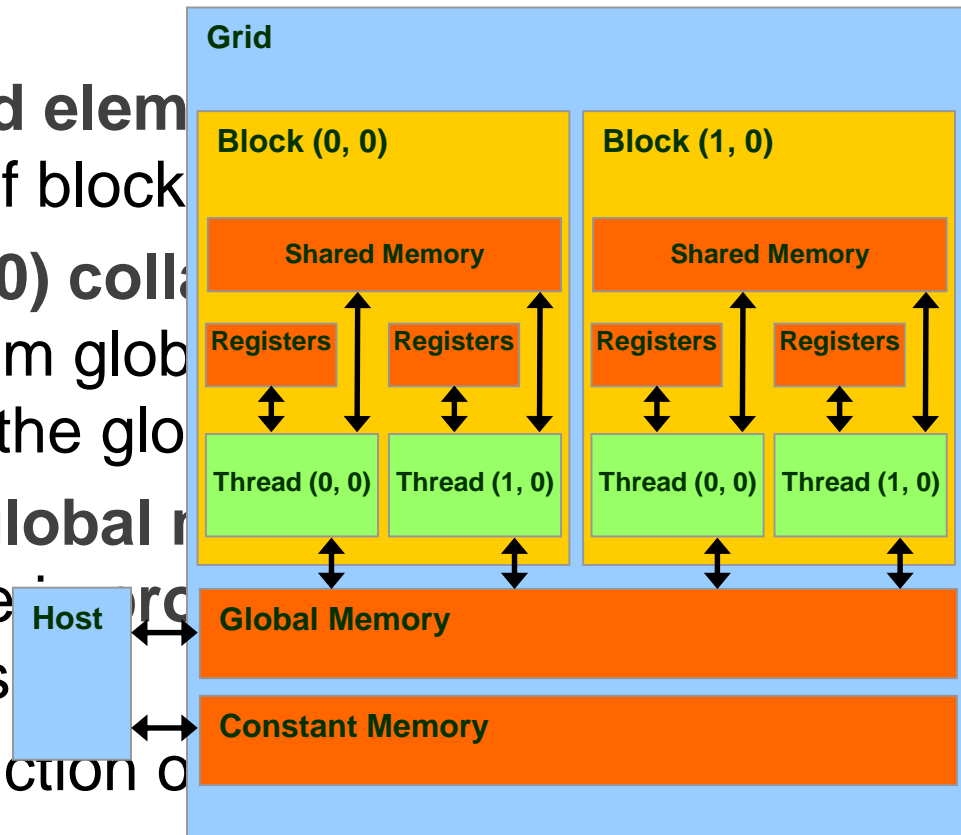 Grid
d elem
Block (0, 0) Block (1, 0)
f block
Shared Memory Shared Memory
0) colla
Registers Registers Registers Registers
m glob
the glo
Thread (0, 0) Thread (1, 0) Thread (0, 0) Thread (1, 0)
lobal
Host
Global Memory
s
Constant Memory
ction o